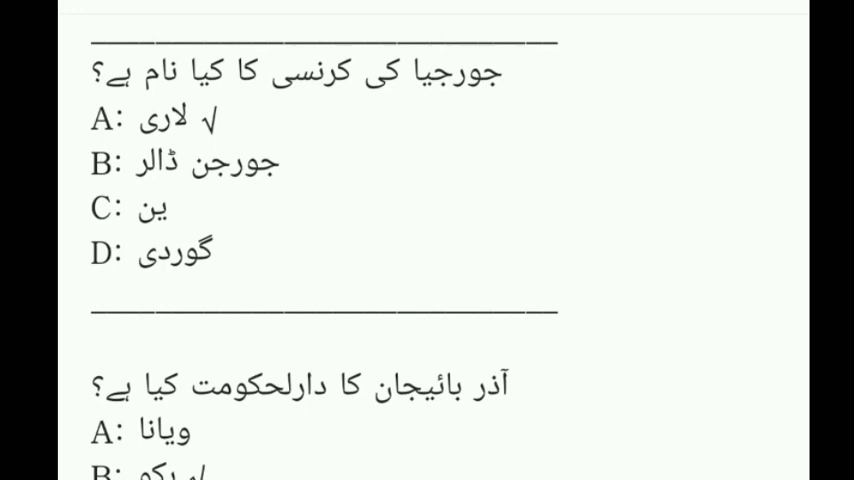 جورجیا کی کرنسی کا کیا نام ہے؟
A: لاری √
B: جورجن ڈالر
C: ین
D: گوردی
آذر بائیجان کا دارلحکومت کیا ہے؟
A: ویانا
B: